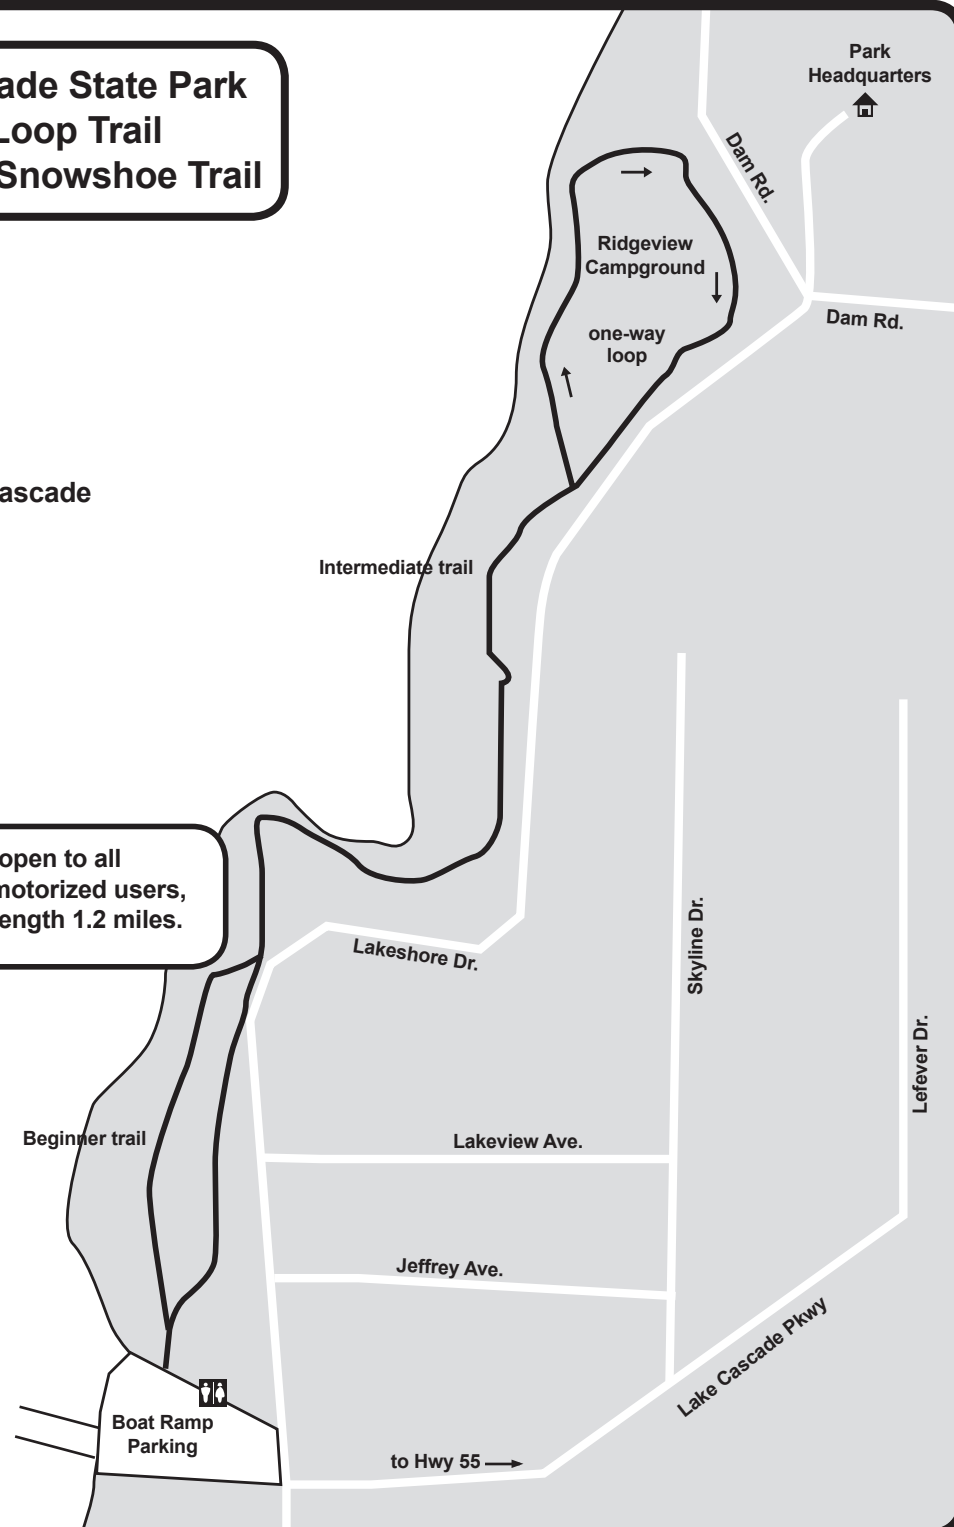 ade State Park
Loop Trail
Snowshoe Trail
Park
Headquarters
Dam Rd.
Ridgeview
Campground
one-way
loop
Dam Rd.
ascade
Intermediate trail
open to all
motorized users,
ength 1.2 miles.
Lakeshore Dr.
Skyline Dr.
Lefever Dr.
Beginner trail
Lakeview Ave.
Jeffrey Ave.
Lake Cascade Pkwy
Boat Ramp
Parking
to Hwy 55